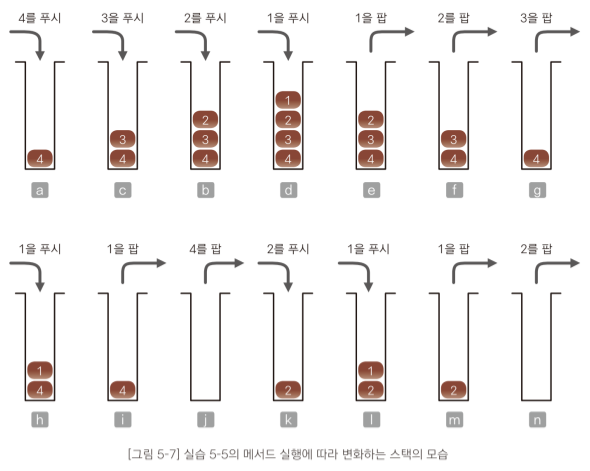 4를 푸시 3을 푸시 2를 푸시 1을 푸시 1을 팝 2를 팝 3을 팝
1
2 2 2
3 3 3 3 3
4 4 4 4 4 4 4
a c b d e f g
1을 푸시 1을 팝 4를 팝 2를 푸시 1을 푸시 1을 팝 2를 팝
1 1
4 4 2 2 2
h i j k l m n
[그림 5-7] 실습 5-5의 메서드 실행에 따라 변화하는 스택의 모습